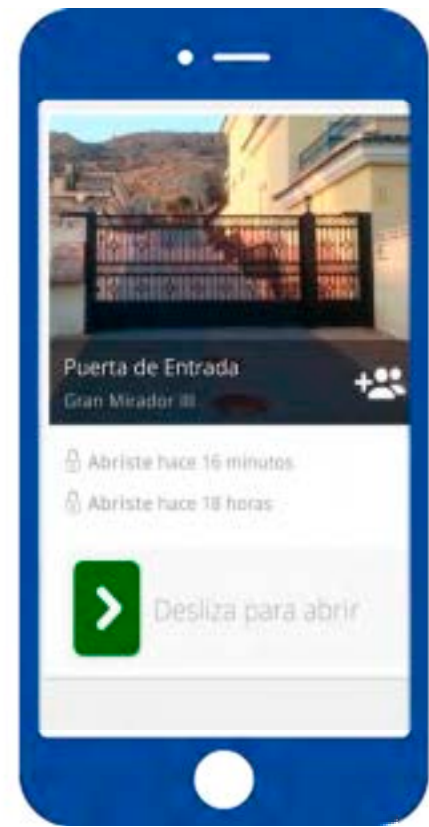 Puerta de Entrada
Gran Mirador III
Abriste hace 16 minutos
Abriste hace 18 horas
Desliza para abrir